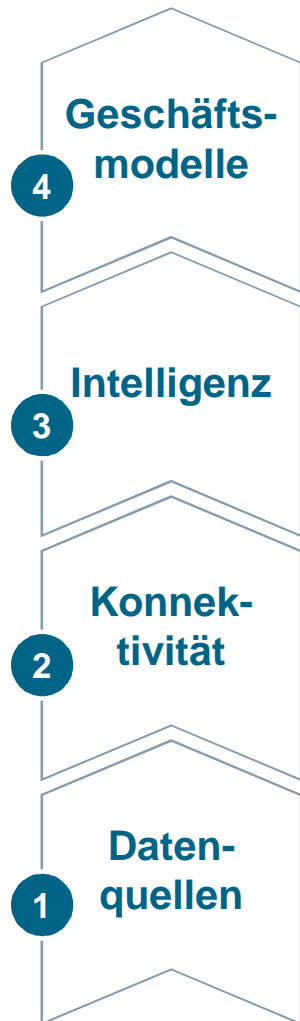 Geschäfts-
modelle
4
Intelligenz
3
Konnek-
tivität
2
Daten-
quellen
1